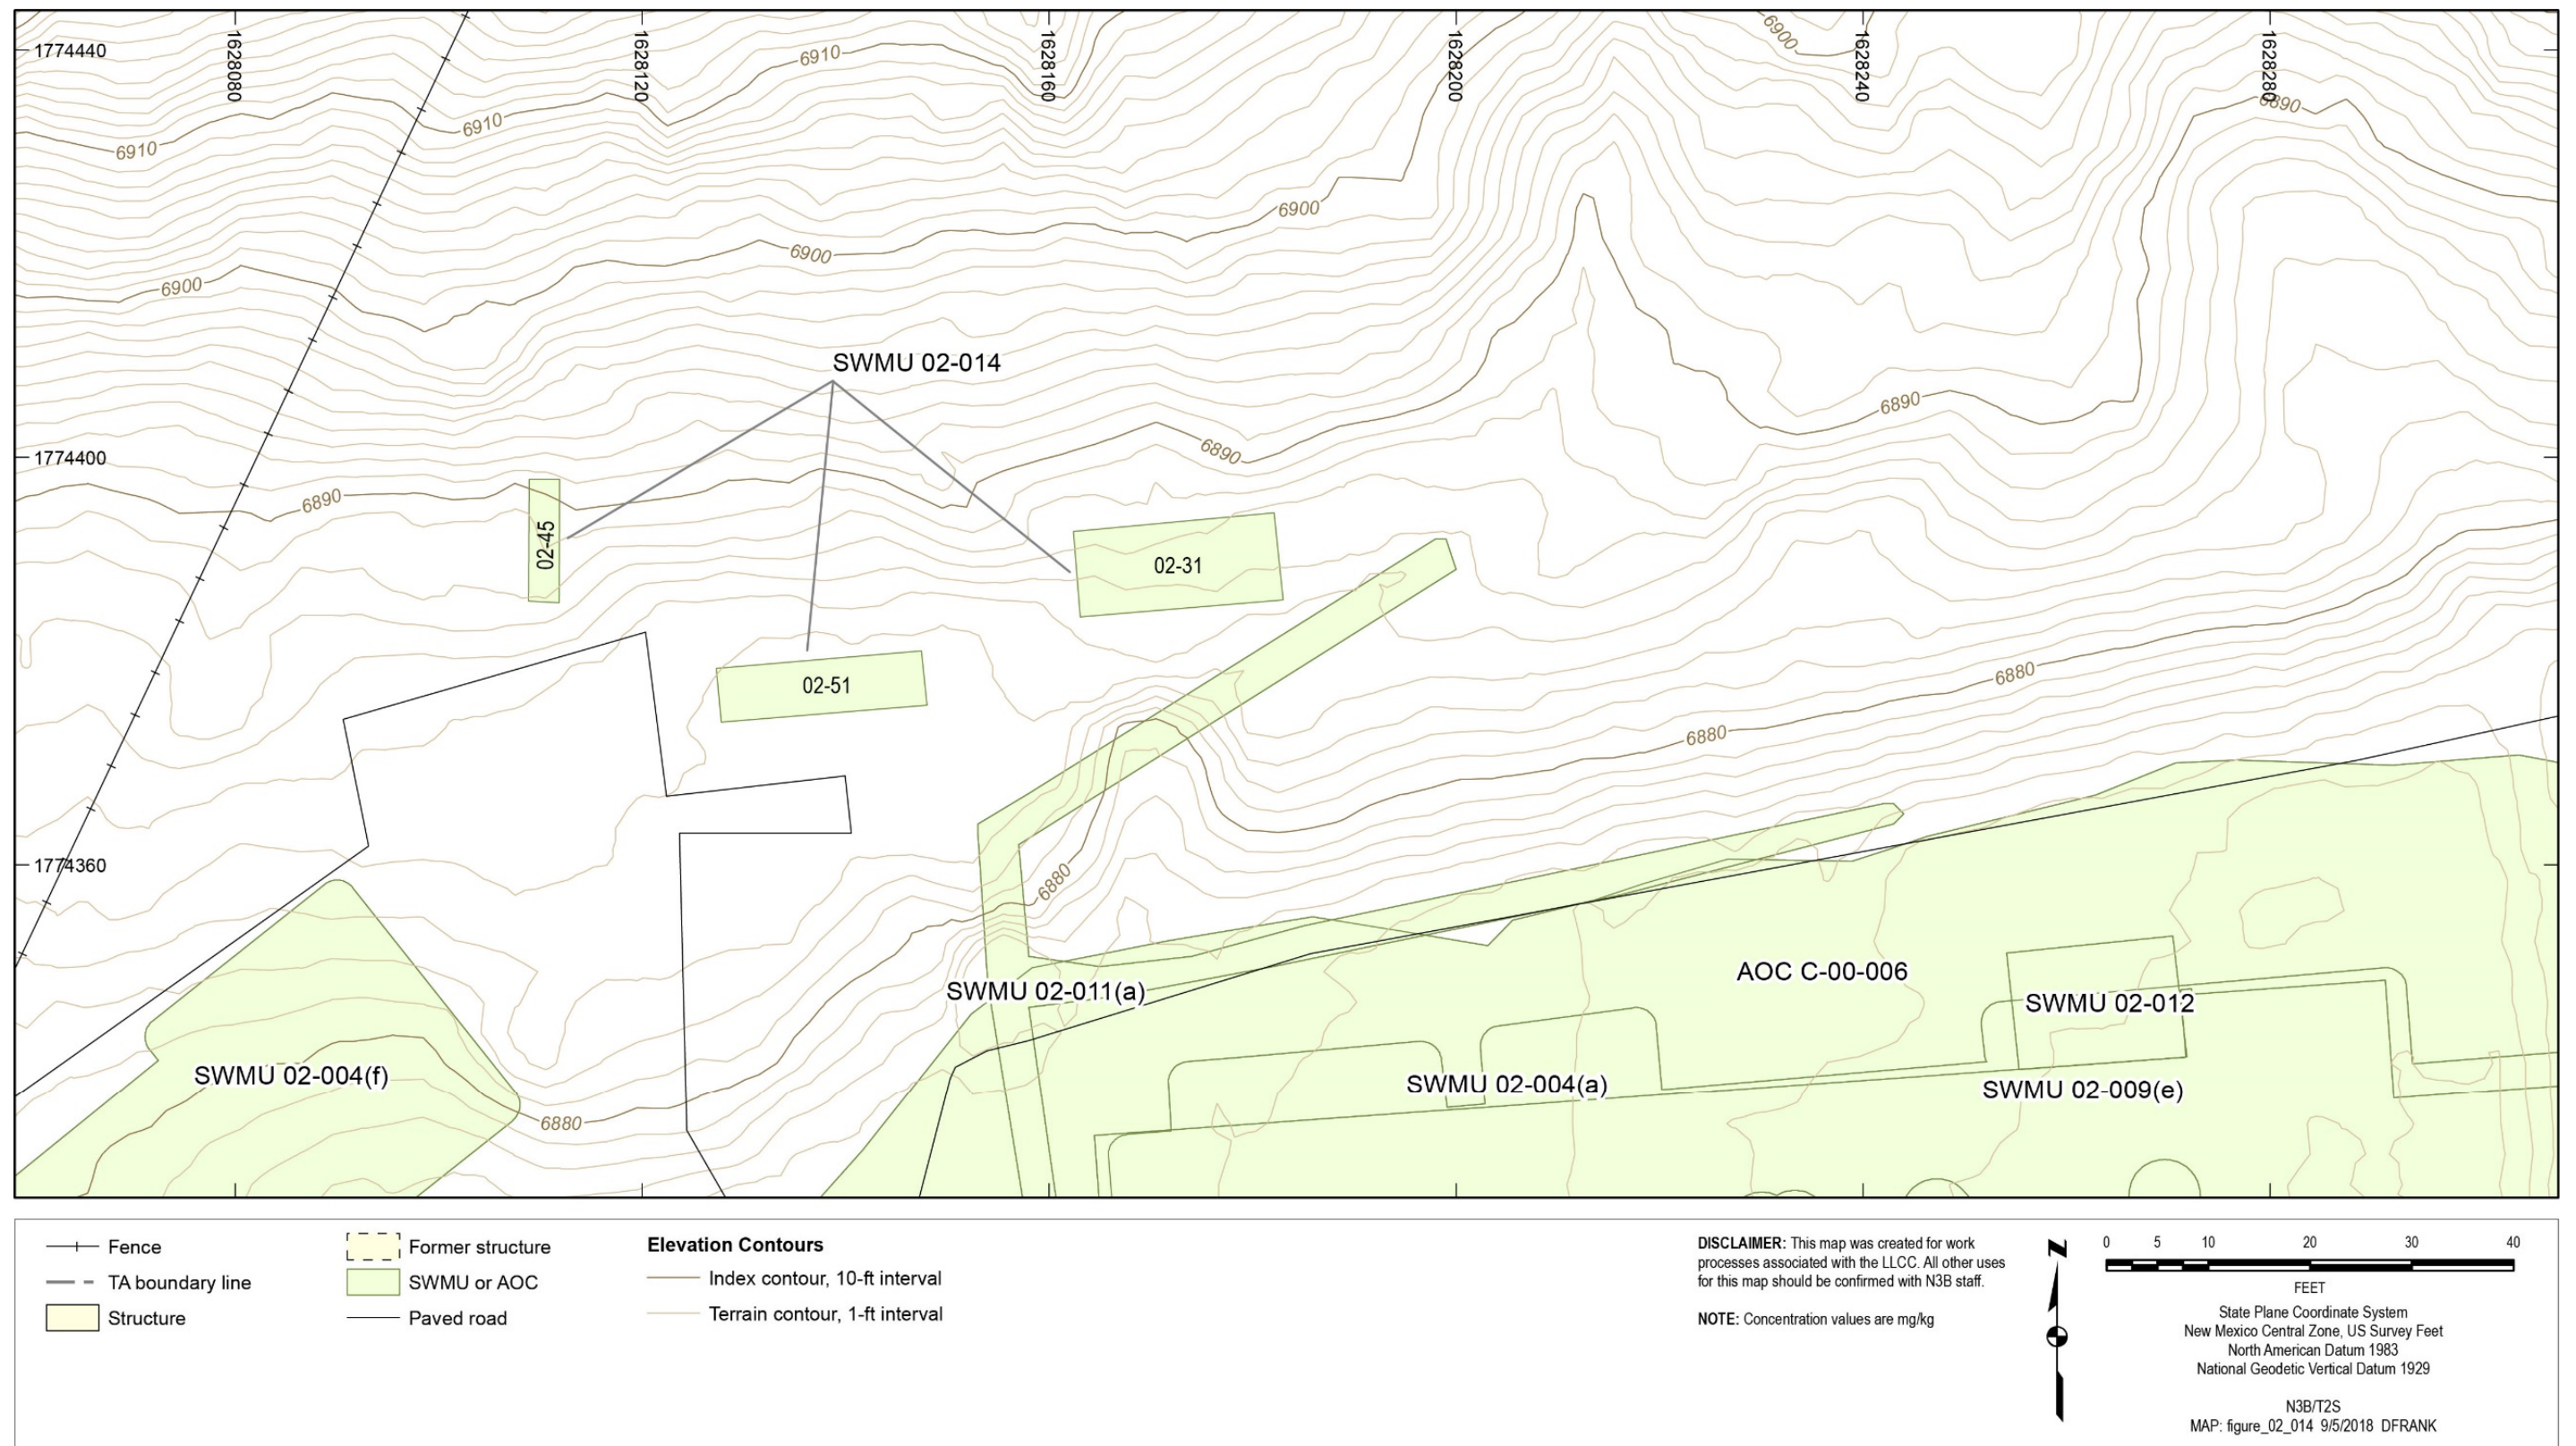 1774440
1628080
1628120
1628160
1628200
1628240
1628280
6900
6910
6890
6910
6910
6900
6900
6900
SWMU 02-014
6890
6890
1774400
6890
02-45
02-31
02-51
6880
6880
1774360
6880
AOC C-00-006
SWMU 02-011(a)
SWMU 02-012
SWMU 02-004(f)
SWMU 02-004(a)
SWMU 02-009(e)
6880
Fence
TA boundary line
Structure
Former structure
SWMU or AOC
Paved road
Elevation Contours
Index contour, 10-ft interval
Terrain contour, 1-ft interval
DISCLAIMER: This map was created for work
processes associated with the LLCC. All other uses
for this map should be confirmed with N3B staff.
NOTE: Concentration values are mg/kg
N
0 5 10 20 30 40
FEET
State Plane Coordinate System
New Mexico Central Zone, US Survey Feet
North American Datum 1983
National Geodetic Vertical Datum 1929
N3B/T2S
MAP: figure_02_014 9/5/2018 DFRANK